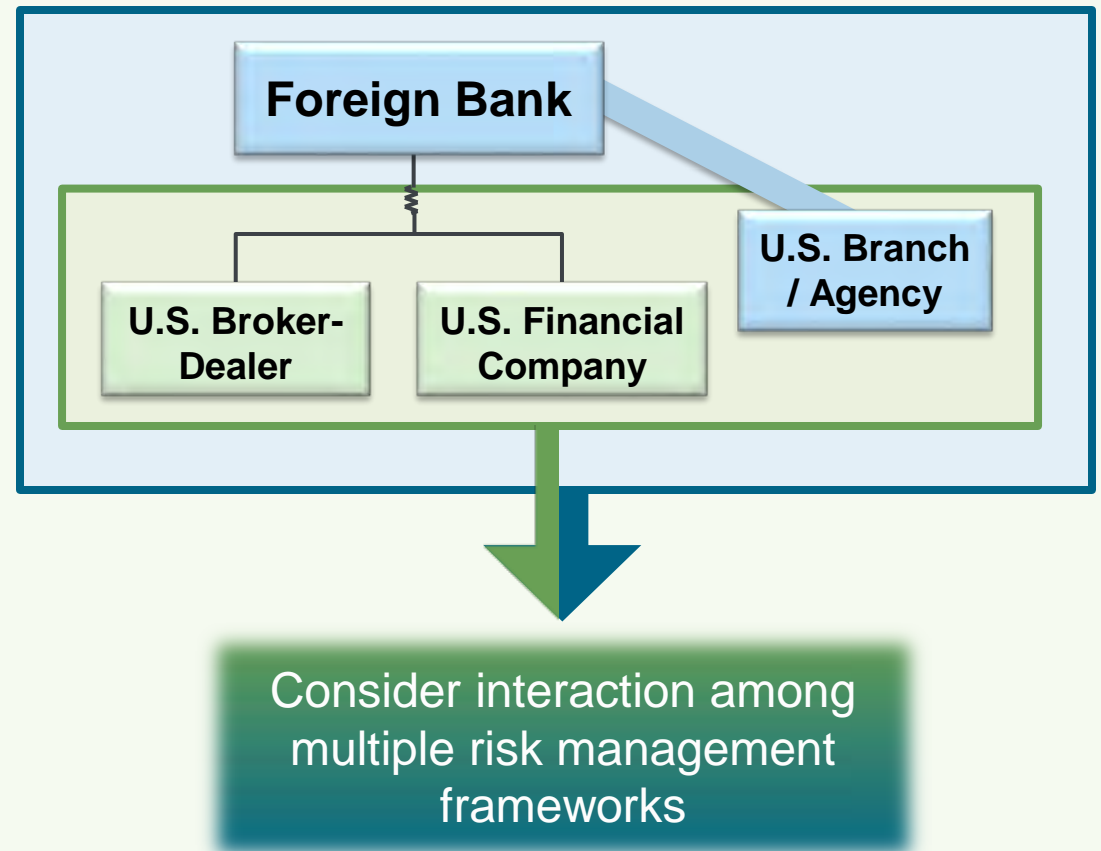 Foreign Bank
U.S. Branch
/ Agency
U.S. Broker-
Dealer
U.S. Financial
Company
Consider interaction among
multiple risk management
frameworks